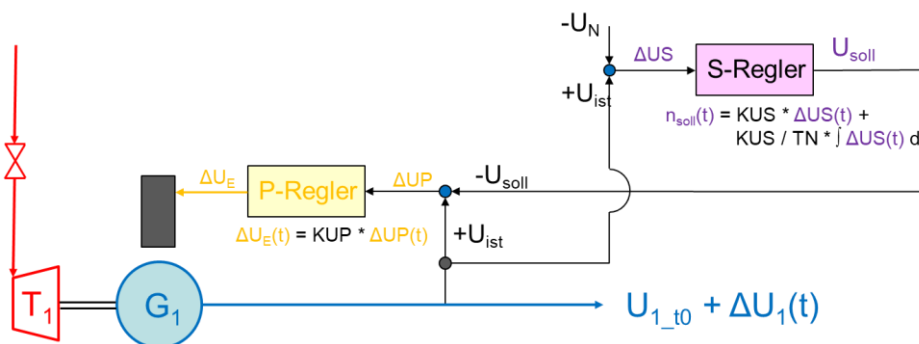 -U_N
ΔUS
S-Regler
U_soll
+U_ist
n_soll(t) = KUS * ΔUS(t) +
KUS / TN * ∫ ΔUS(t) d
ΔU_E
P-Regler
ΔUP
-U_soll
ΔU_E(t) = KUP * ΔUP(t)
+U_ist
T_1
G_1
U_1_t0 + ΔU_1(t)